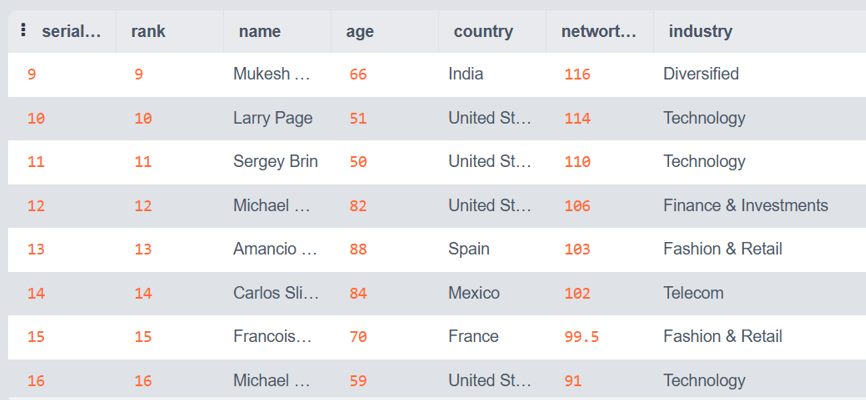 serial... rank name age country networt... industry
9 9 Mukesh ... 66 India 116 Diversified
10 10 Larry Page 51 United St... 114 Technology
11 11 Sergey Brin 50 United St... 110 Technology
12 12 Michael ... 82 United St... 106 Finance & Investments
13 13 Amancio ... 88 Spain 103 Fashion & Retail
14 14 Carlos Sli... 84 Mexico 102 Telecom
15 15 Francois... 70 France 99.5 Fashion & Retail
16 16 Michael ... 59 United St... 91 Technology